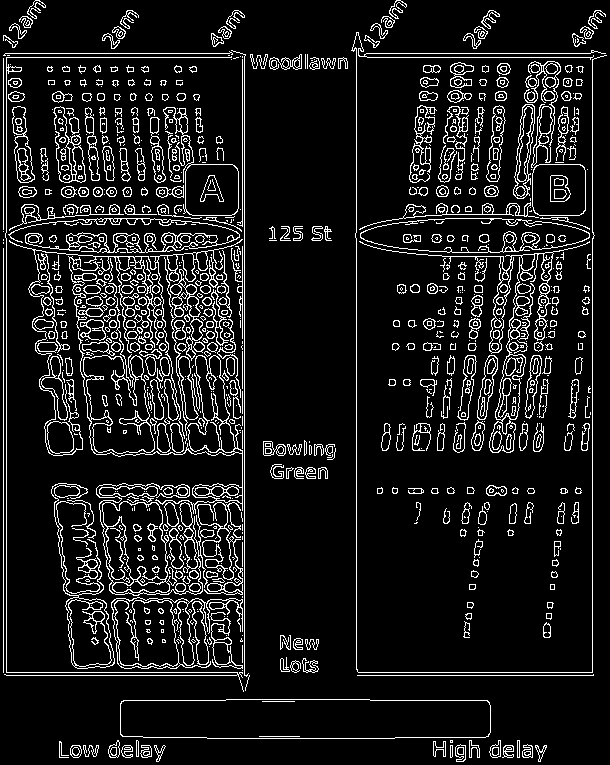 12am 2am 4am
12am 2am 4am
Woodlawn
A
B
125 St
Bowling
Green
New
Lots
Low delay
High delay